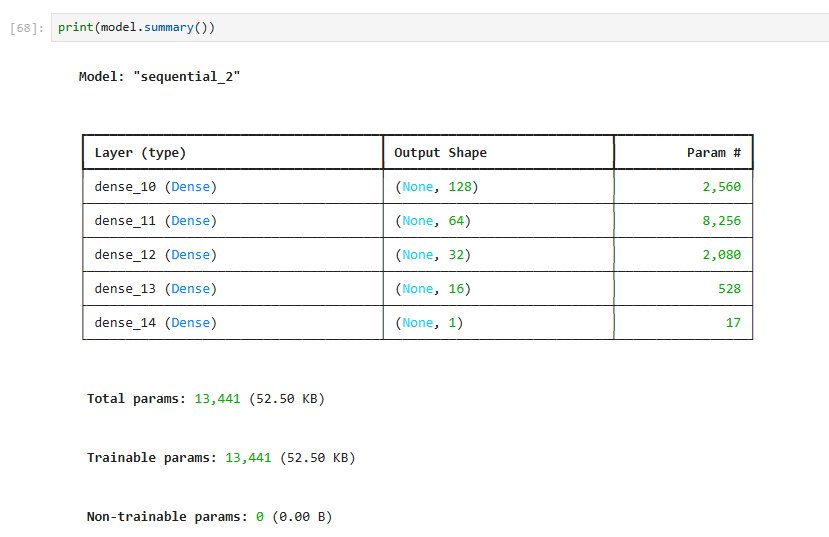 [68]: print(model.summary())
Model: "sequential_2"
Layer (type) Output Shape Param #
dense_10 (Dense) (None, 128) 2,560
dense_11 (Dense) (None, 64) 8,256
dense_12 (Dense) (None, 32) 2,080
dense_13 (Dense) (None, 16) 528
dense_14 (Dense) (None, 1) 17
Total params: 13,441 (52.50 KB)
Trainable params: 13,441 (52.50 KB)
Non-trainable params: 0 (0.00 B)